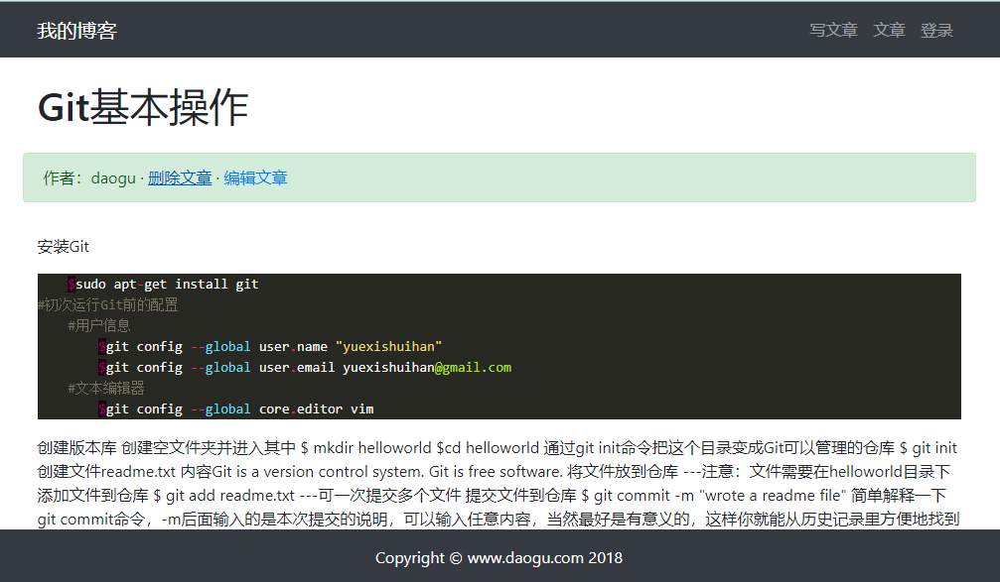 我的博客
写文章 文章 登录
Git基本操作
作者：daogu · 删除文章 · 编辑文章
安装Git
$sudo apt-get install git
#初次运行Git前的配置
#用户信息
$git config --global user.name "yuexishuihan"
$git config --global user.email yuexishuihan@gmail.com
#文本编辑器
$git config --global core.editor vim
创建版本库 创建空文件夹并进入其中 $ mkdir helloworld $cd helloworld 通过git init命令把这个目录变成Git可以管理的仓库 $ git init
创建文件readme.txt 内容Git is a version control system. Git is free software. 将文件放到仓库 ---注意：文件需要在helloworld目录下
添加文件到仓库 $ git add readme.txt ---可一次提交多个文件 提交文件到仓库 $ git commit -m "wrote a readme file" 简单解释一下
git commit命令，-m后面输入的是本次提交的说明，可以输入任意内容，当然最好是有意义的，这样你就能从历史记录里方便地找到
Copyright © www.daogu.com 2018